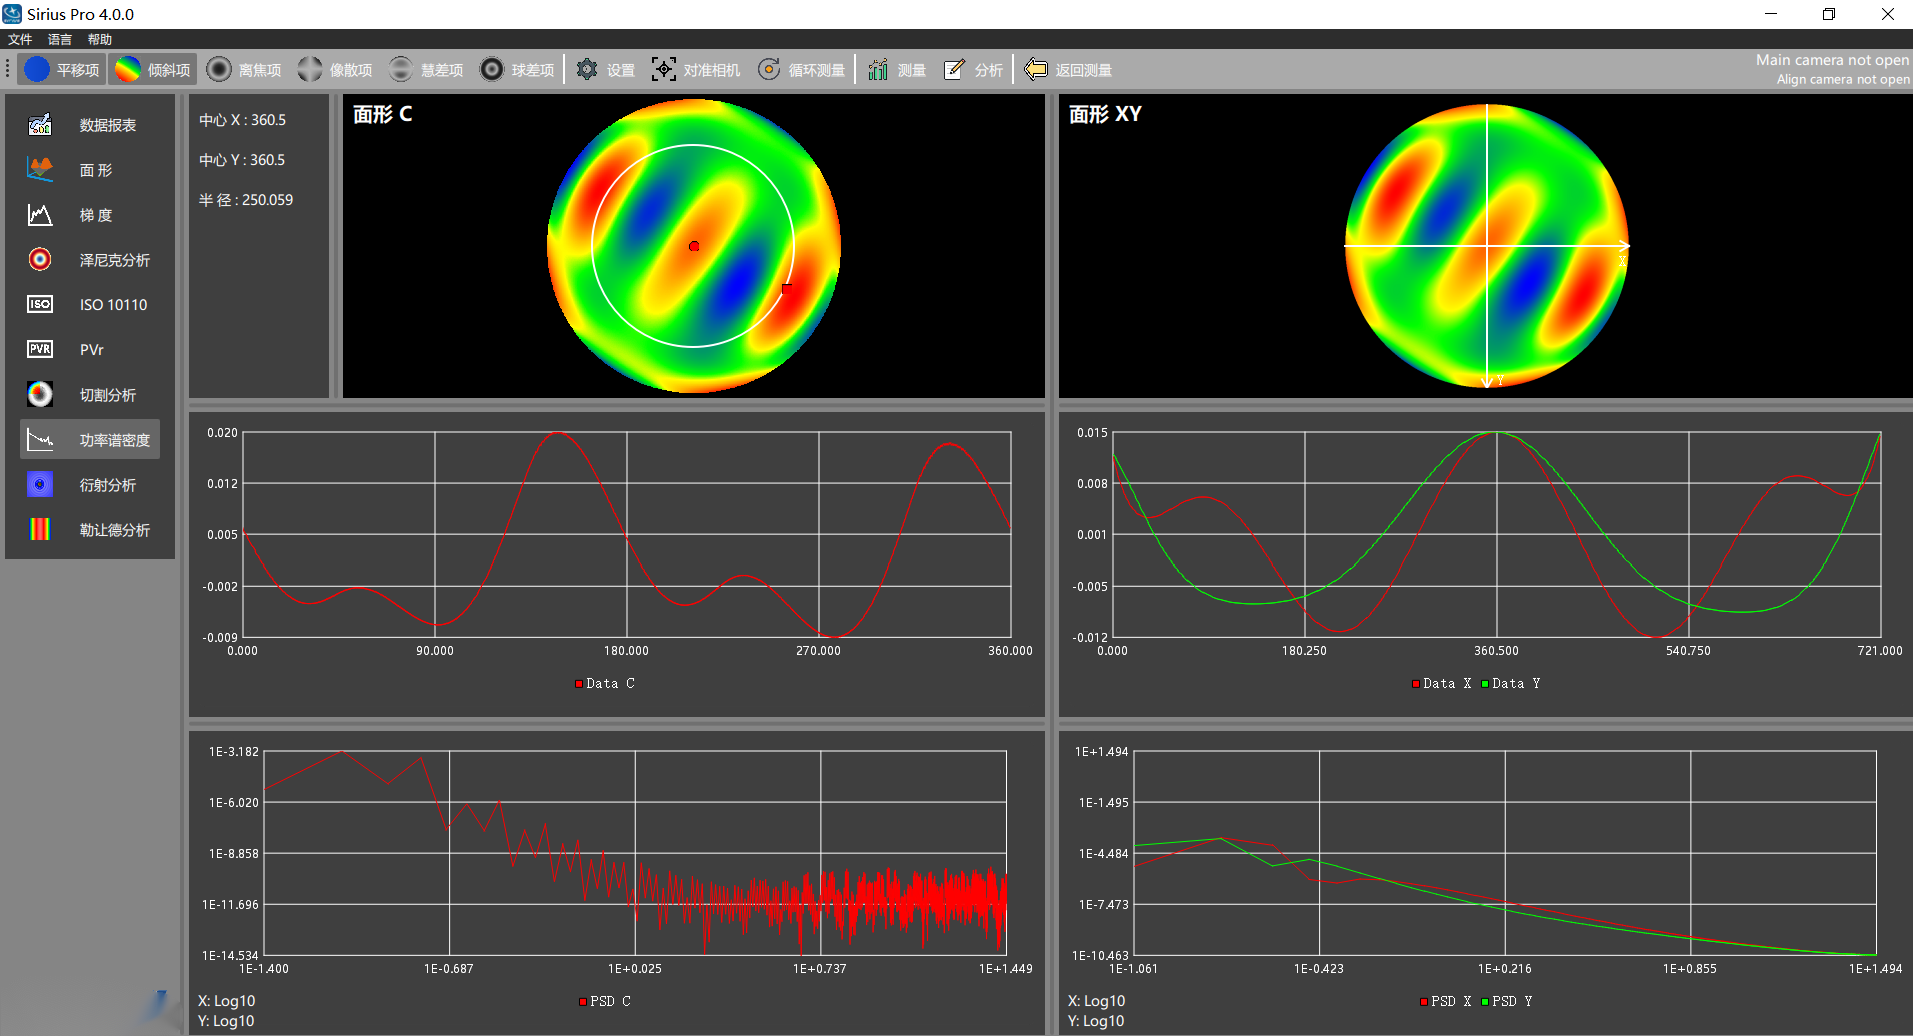 Sirius Pro 4.0.0
文件 语言 帮助
平移项 倾斜项 离焦项 像散项 慧差项 球差项 设置 对准相机 循环测量 测量 分析 返回测量
Main camera not open
Align camera not open
数据报表
面 形
梯 度
泽尼克分析
ISO ISO 10110
PVR PVr
切割分析
功率谱密度
衍射分析
勒让德分析
中心 X : 360.5
中心 Y : 360.5
半 径 : 250.059
面形 C
面形 XY
X
Y
0.020
0.012
0.005
-0.002
-0.009
0.000 90.000 180.000 270.000 360.000
Data C
0.015
0.008
0.001
-0.005
-0.012
0.000 180.250 360.500 540.750 721.000
Data X Data Y
1E-3.182
1E-6.020
1E-8.858
1E-11.696
1E-14.534
1E-1.400 1E-0.687 1E+0.025 1E+0.737 1E+1.449
X: Log10
Y: Log10
PSD C
1E+1.494
1E-1.495
1E-4.484
1E-7.473
1E-10.463
1E-1.061 1E-0.423 1E+0.216 1E+0.855 1E+1.494
X: Log10
Y: Log10
PSD X PSD Y